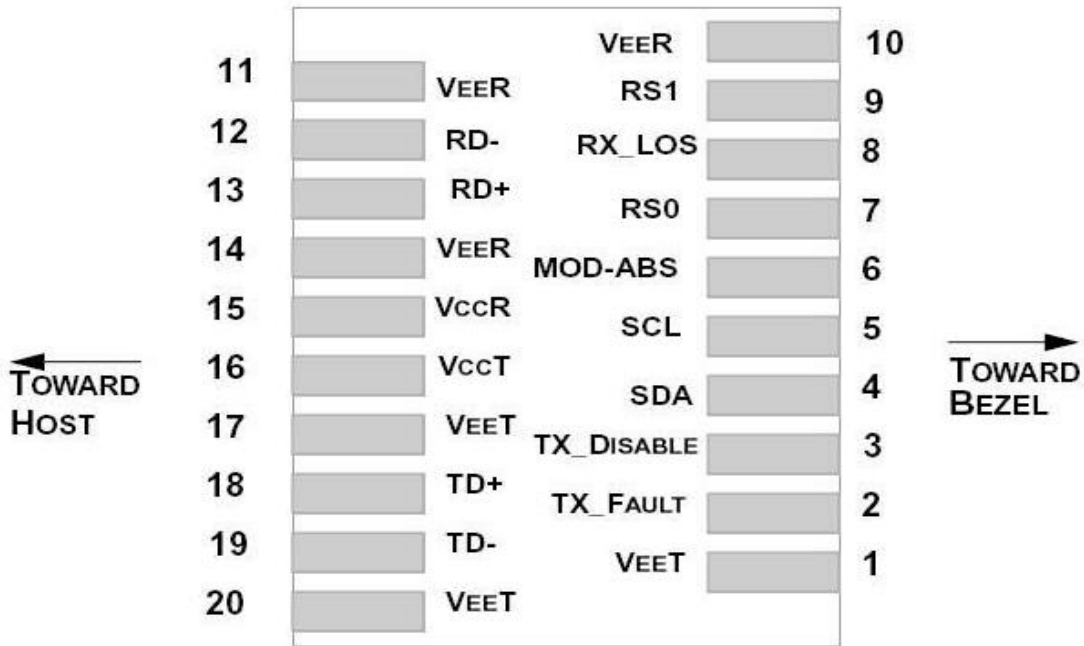 VEER 10
11 VEER
RS1 9
12 RD-
RX_LOS 8
13 RD+
RS0 7
14 VEER
MOD-ABS 6
15 VCCR
SCL 5
16 VCCT
TOWARD HOST
TOWARD BEZEL
SDA 4
17 VEET
TX_DISABLE 3
18 TD+
TX_FAULT 2
19 TD-
VEET 1
20 VEET